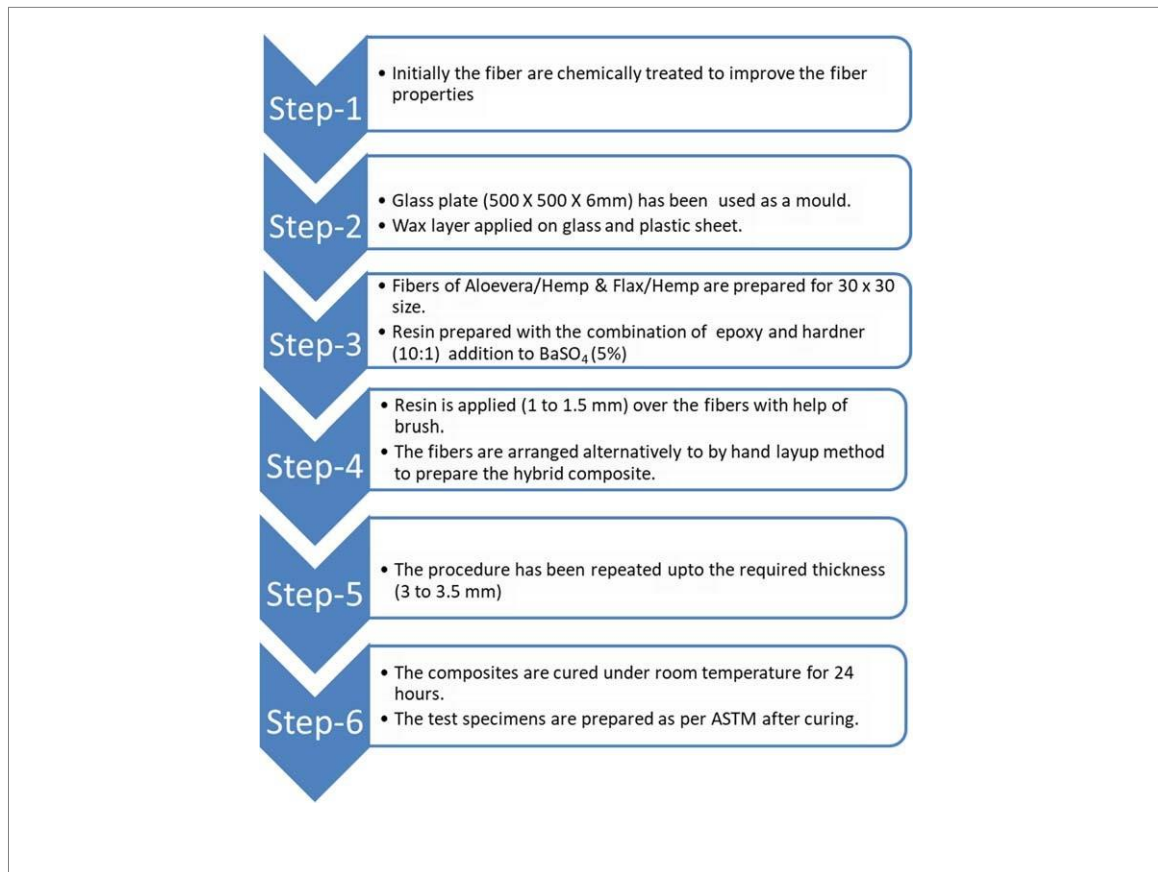 Step-1
• Initially the fiber are chemically treated to improve the fiber
properties
Step-2
• Glass plate (500 X 500 X 6mm) has been used as a mould.
• Wax layer applied on glass and plastic sheet.
Step-3
• Fibers of Aloevera/Hemp & Flax/Hemp are prepared for 30 x 30
size.
• Resin prepared with the combination of epoxy and hardner
(10:1) addition to BaSO₄ (5%)
Step-4
• Resin is applied (1 to 1.5 mm) over the fibers with help of
brush.
• The fibers are arranged alternatively to by hand layup method
to prepare the hybrid composite.
Step-5
• The procedure has been repeated upto the required thickness
(3 to 3.5 mm)
Step-6
• The composites are cured under room temperature for 24
hours.
• The test specimens are prepared as per ASTM after curing.